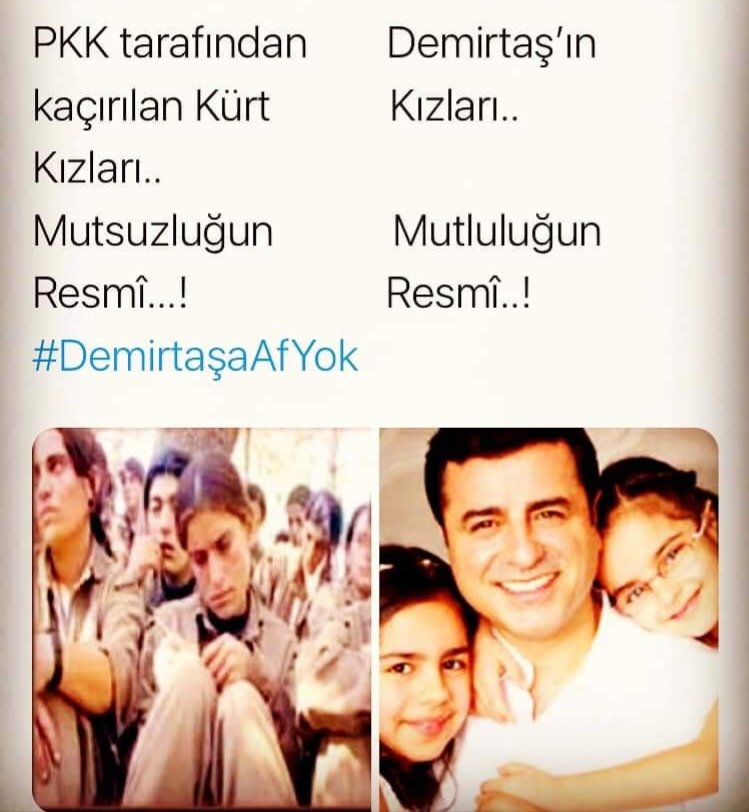 PKK tarafından Demirtaş'ın
kaçırılan Kürt Kızları..
Kızları..
Mutsuzluğun Mutluluğun
Resmî...! Resmî..!
#DemirtaşaAfYok